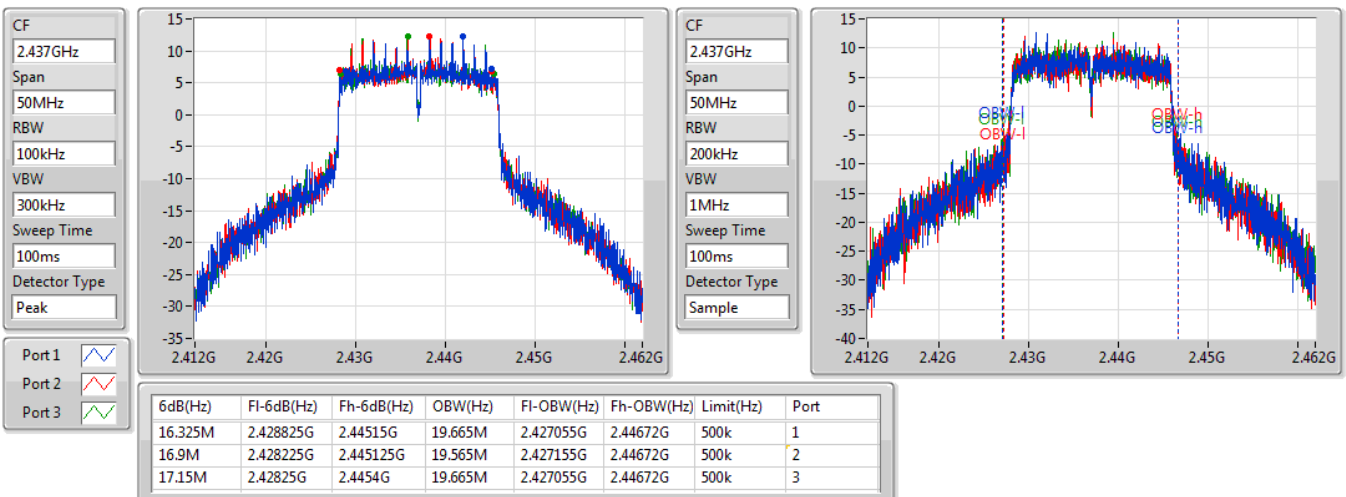 CF
2.437GHz
Span
50MHz
RBW
100kHz
VBW
300kHz
Sweep Time
100ms
Detector Type
Peak
15
10
5
0
-5
-10
-15
-20
-25
-30
-35
2.412G 2.42G 2.43G 2.44G 2.45G 2.462G
CF
2.437GHz
Span
50MHz
RBW
200kHz
VBW
1MHz
Sweep Time
100ms
Detector Type
Sample
15
10
5
0
-5
-10
-15
-20
-25
-30
-35
-40
OBW-l
OBW-l
OBW-l
OBW-h
OBW-h
OBW-h
2.412G 2.42G 2.43G 2.44G 2.45G 2.462G
Port 1
Port 2
Port 3
6dB(Hz) Fl-6dB(Hz) Fh-6dB(Hz) OBW(Hz) Fl-OBW(Hz) Fh-OBW(Hz) Limit(Hz) Port
16.325M 2.428825G 2.44515G 19.665M 2.427055G 2.44672G 500k 1
16.9M 2.428225G 2.445125G 19.565M 2.427155G 2.44672G 500k 2
17.15M 2.42825G 2.4454G 19.665M 2.427055G 2.44672G 500k 3